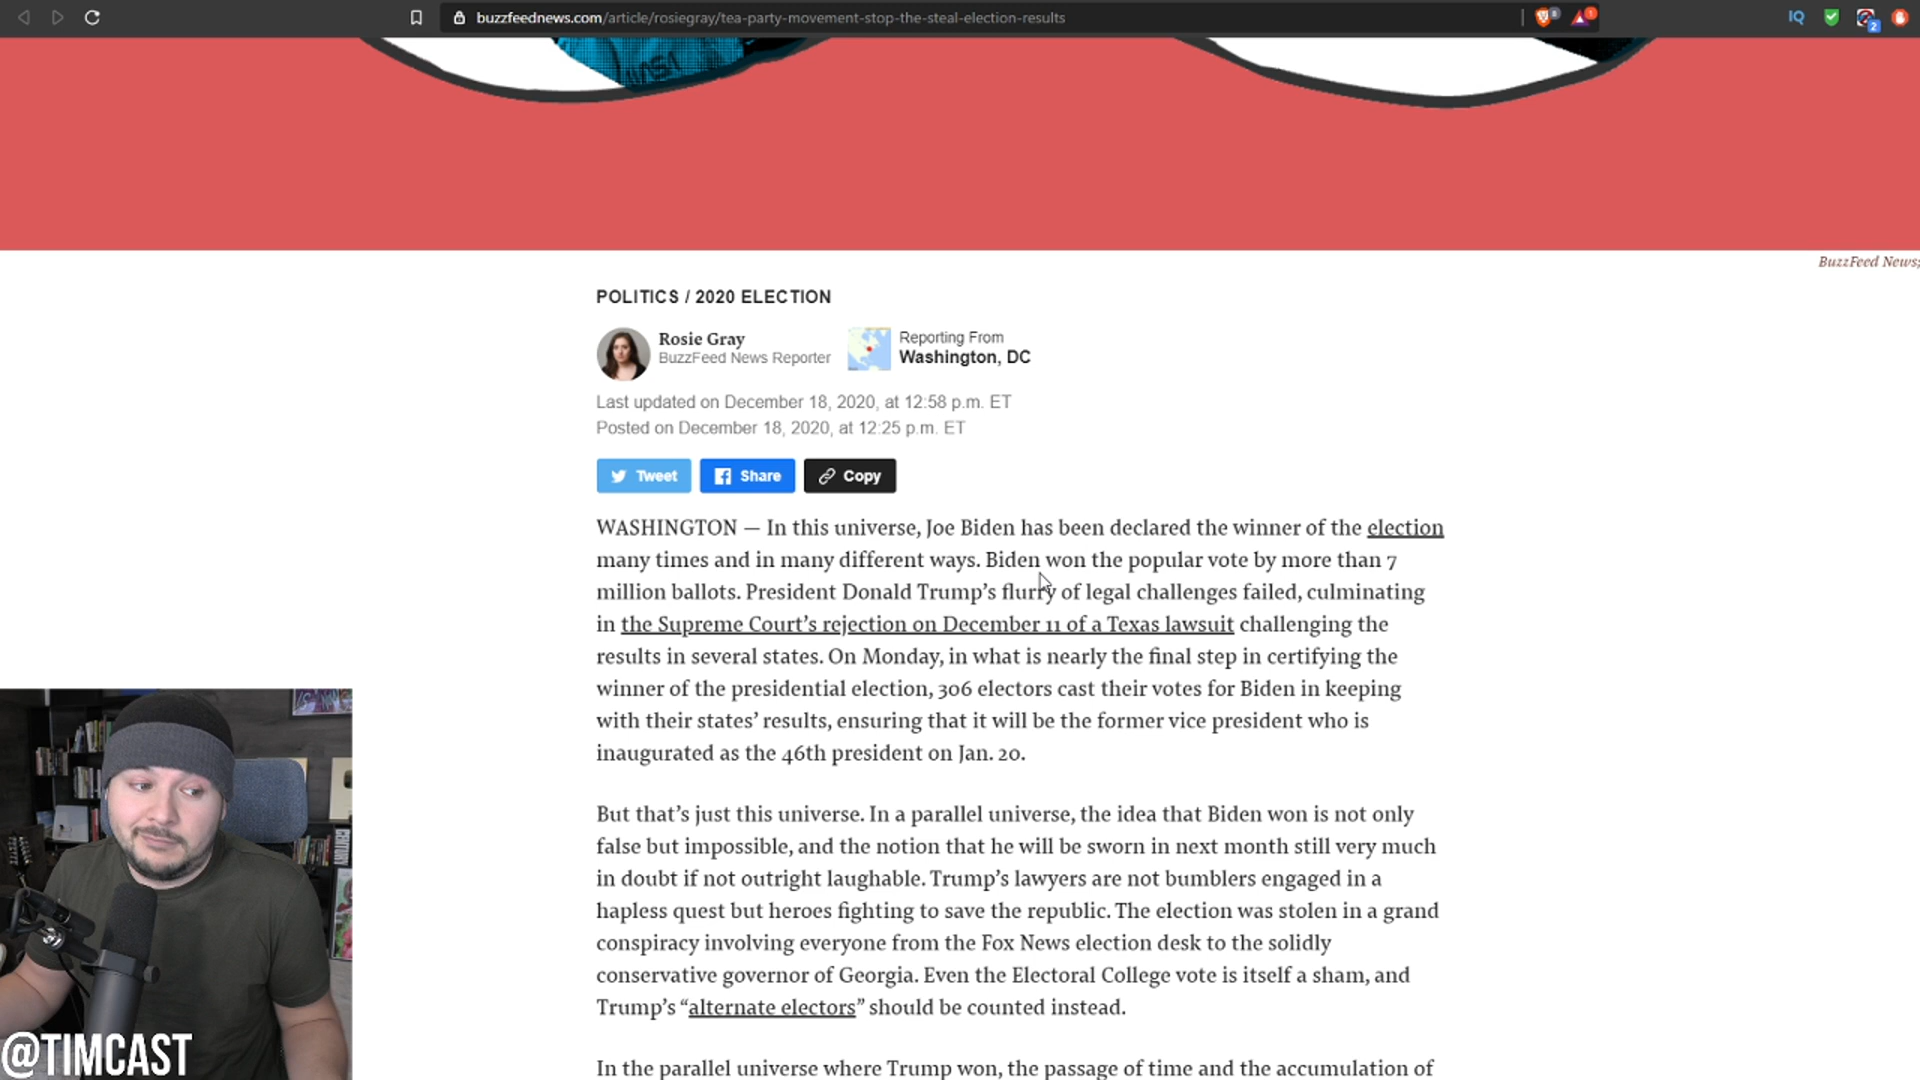 buzzfeednews.com/article/rosiegray/tea-party-movement-stop-the-steal-election-results
IQ
2
BuzzFeed News;
POLITICS / 2020 ELECTION
Rosie Gray
BuzzFeed News Reporter
Reporting From
Washington, DC
Last updated on December 18, 2020, at 12:58 p.m. ET
Posted on December 18, 2020, at 12:25 p.m. ET
Tweet Share Copy
WASHINGTON — In this universe, Joe Biden has been declared the winner of the election
many times and in many different ways. Biden won the popular vote by more than 7
million ballots. President Donald Trump’s flurry of legal challenges failed, culminating
in the Supreme Court’s rejection on December 11 of a Texas lawsuit challenging the
results in several states. On Monday, in what is nearly the final step in certifying the
winner of the presidential election, 306 electors cast their votes for Biden in keeping
with their states’ results, ensuring that it will be the former vice president who is
inaugurated as the 46th president on Jan. 20.
But that’s just this universe. In a parallel universe, the idea that Biden won is not only
false but impossible, and the notion that he will be sworn in next month still very much
in doubt if not outright laughable. Trump’s lawyers are not bumblers engaged in a
hapless quest but heroes fighting to save the republic. The election was stolen in a grand
conspiracy involving everyone from the Fox News election desk to the solidly
conservative governor of Georgia. Even the Electoral College vote is itself a sham, and
Trump’s “alternate electors” should be counted instead.
In the parallel universe where Trump won, the passage of time and the accumulation of
@TIMCAST